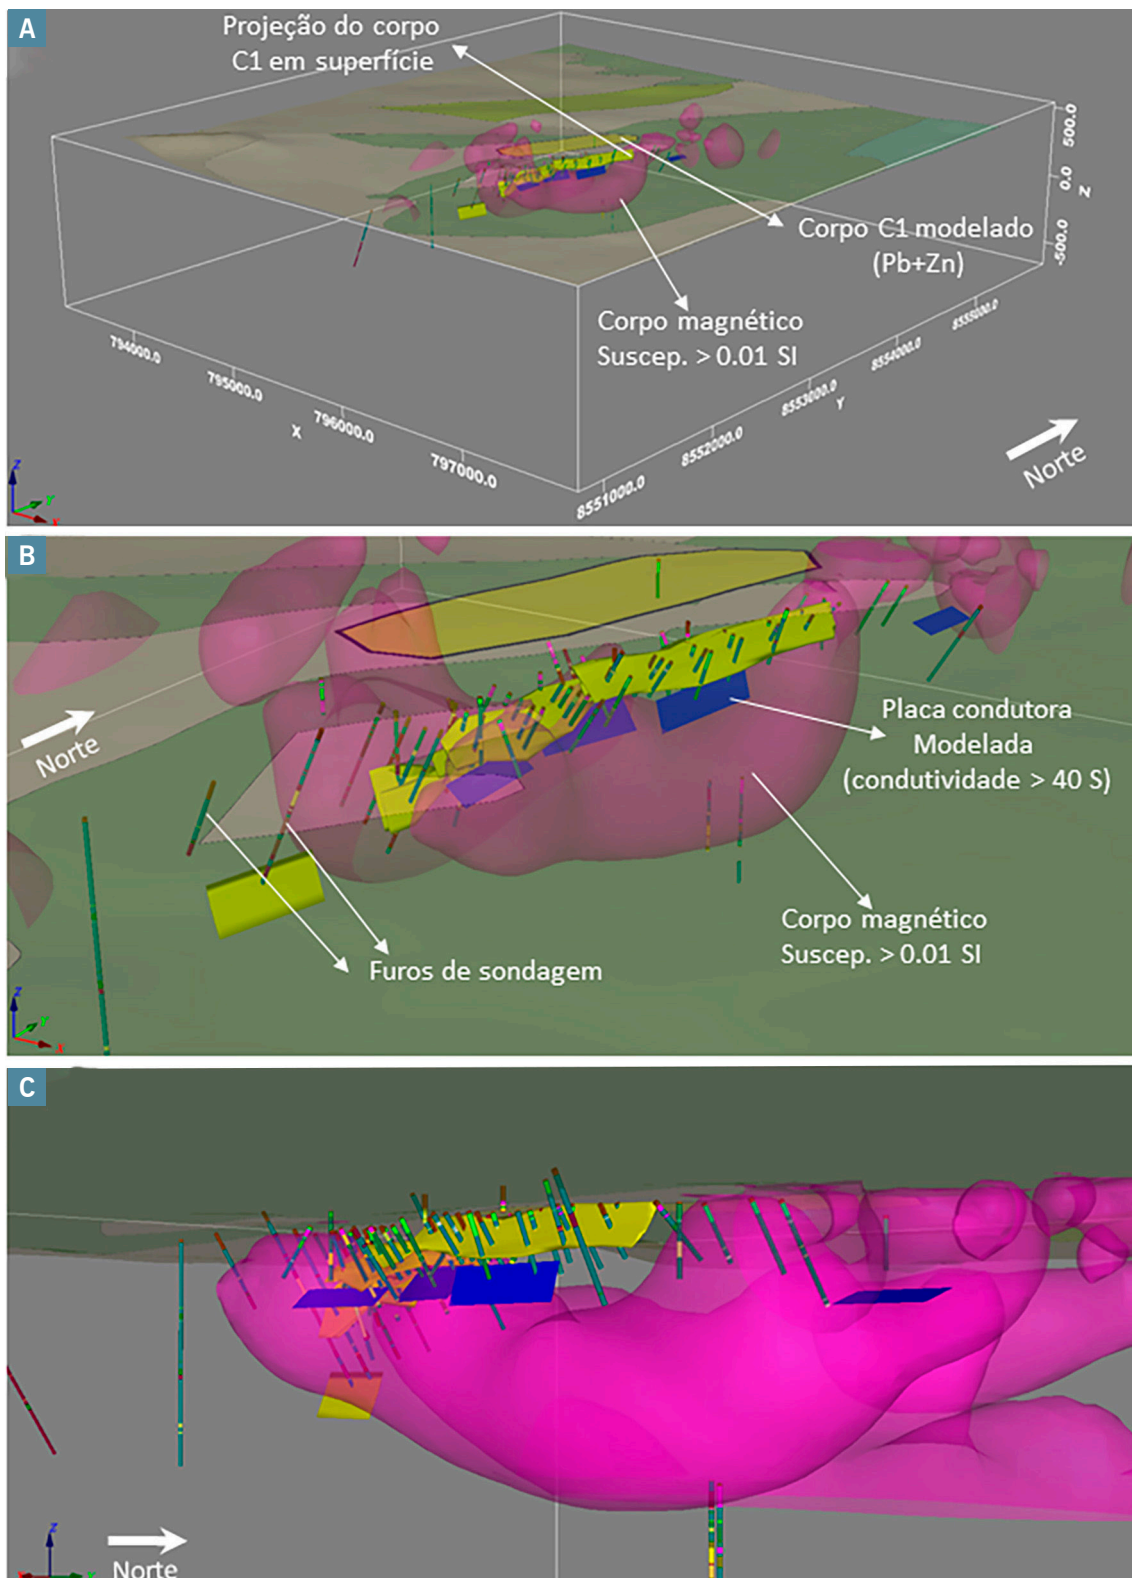 A
Projeção do corpo
C1 em superfície
500.0
0.0
Z
-500.0
Corpo C1 modelado
(Pb+Zn)
Corpo magnético
Suscep. > 0.01 SI
794000.0
795000.0
X
796000.0
797000.0
8551000.0
8552000.0
Y
8553000.0
8554000.0
8555000.0
Norte
Z
Y
X
B
Norte
Placa condutora
Modelada
(condutividade > 40 S)
Corpo magnético
Suscep. > 0.01 SI
Furos de sondagem
Z
Y
X
C
Z
Norte